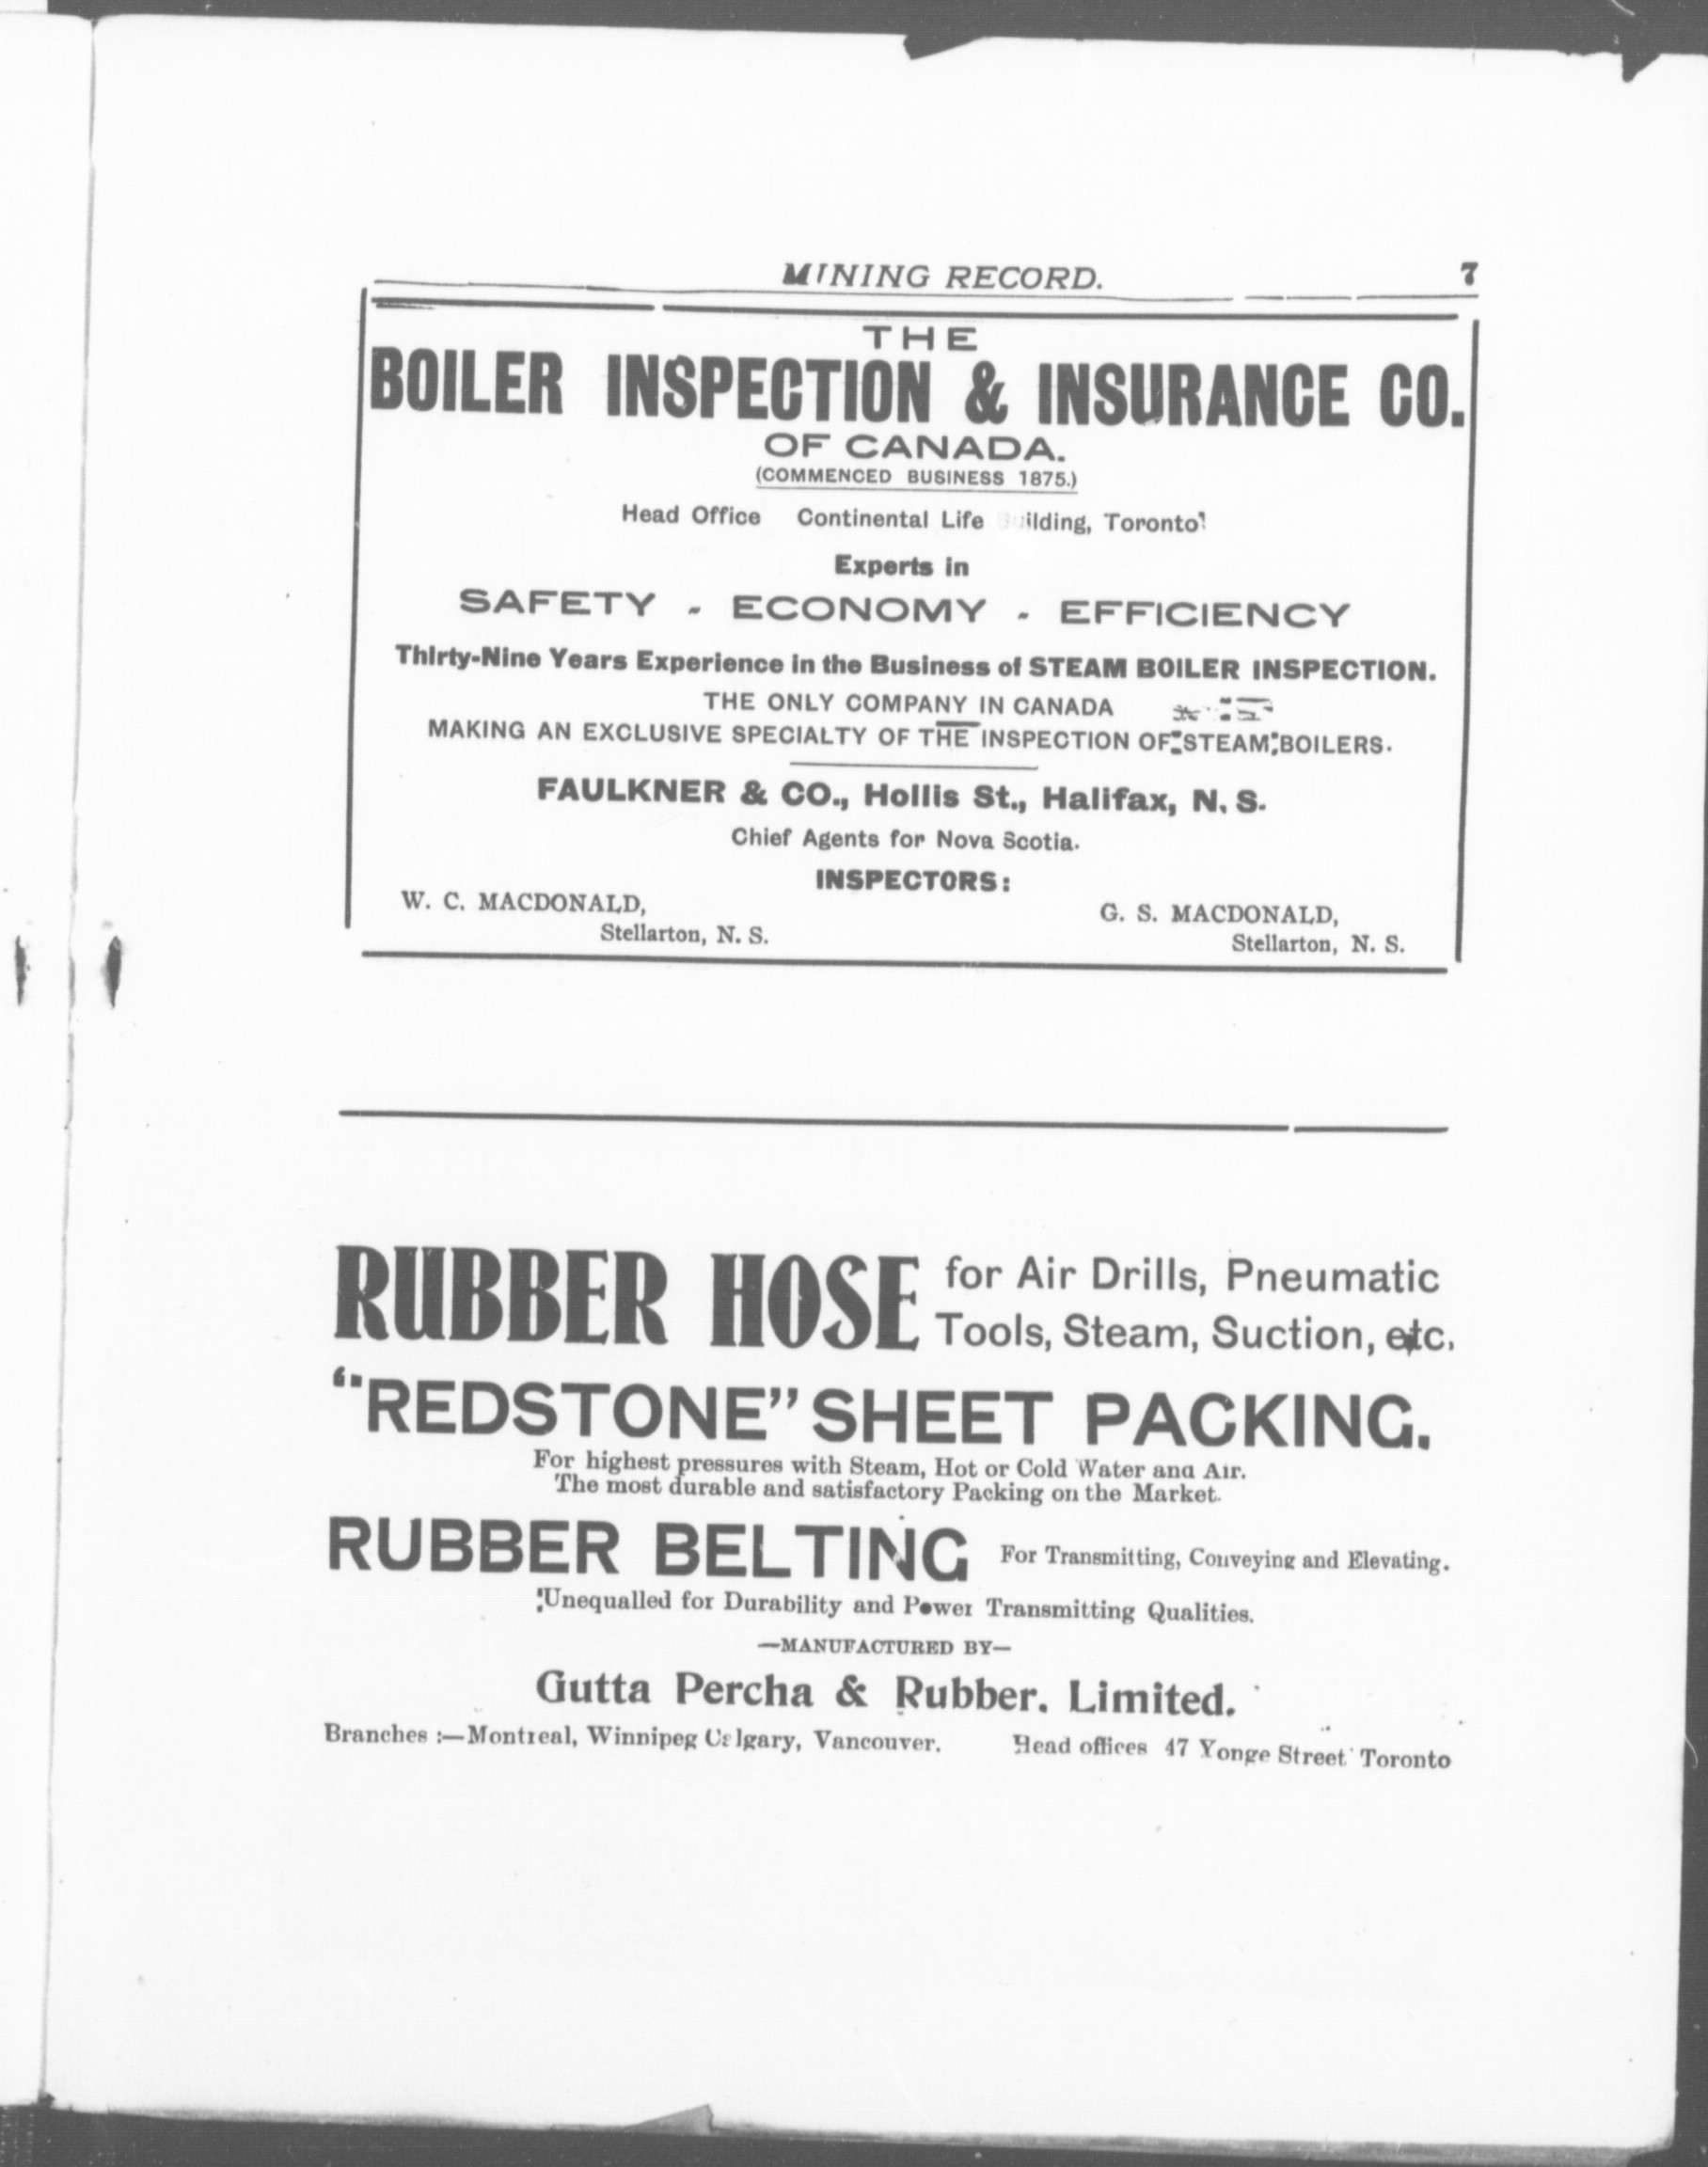 MINING RECORD. 7
THE
BOILER INSPECTION & INSURANCE CO.
OF CANADA.
(COMMENCED BUSINESS 1875.)
Head Office Continental Life Building, Toronto
Experts in
SAFETY - ECONOMY - EFFICIENCY
Thirty-Nine Years Experience in the Business of STEAM BOILER INSPECTION.
THE ONLY COMPANY IN CANADA
MAKING AN EXCLUSIVE SPECIALTY OF THE INSPECTION OF STEAM BOILERS.
FAULKNER & CO., Hollis St., Halifax, N. S.
Chief Agents for Nova Scotia.
INSPECTORS:
W. C. MACDONALD,
Stellarton, N. S.
G. S. MACDONALD,
Stellarton, N. S.
RUBBER HOSE for Air Drills, Pneumatic
Tools, Steam, Suction, etc.
"REDSTONE" SHEET PACKING.
For highest pressures with Steam, Hot or Cold Water and Air.
The most durable and satisfactory Packing on the Market.
RUBBER BELTING For Transmitting, Conveying and Elevating.
Unequalled for Durability and Power Transmitting Qualities.
—MANUFACTURED BY—
Gutta Percha & Rubber. Limited.
Branches :—Montreal, Winnipeg Calgary, Vancouver. Head offices 47 Yonge Street Toronto